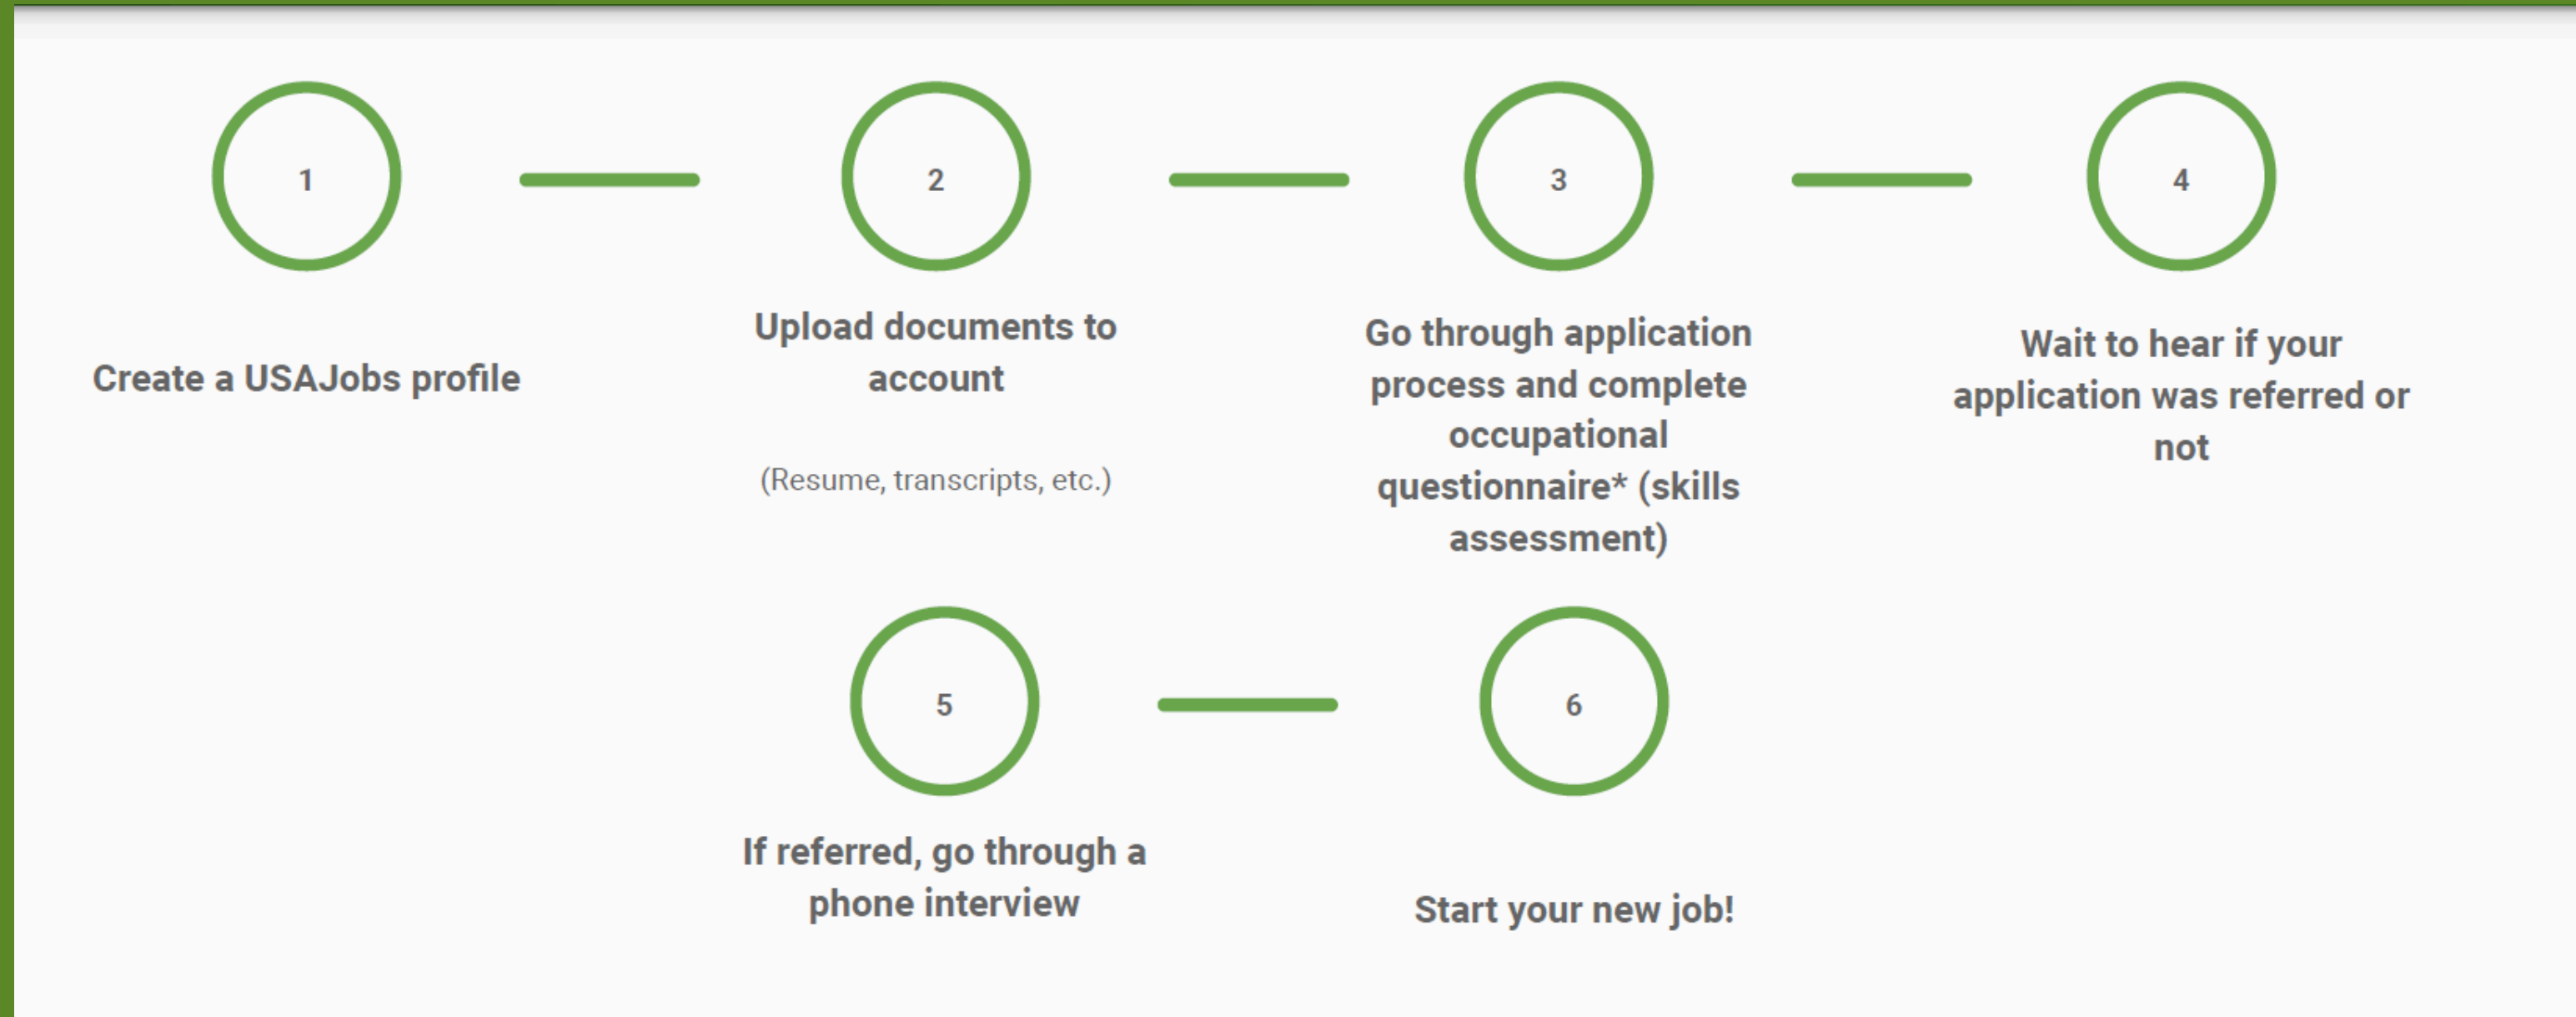 1
Create a USAJobs profile
2
Upload documents to
account
(Resume, transcripts, etc.)
3
Go through application
process and complete
occupational
questionnaire* (skills
assessment)
4
Wait to hear if your
application was referred or
not
5
If referred, go through a
phone interview
6
Start your new job!